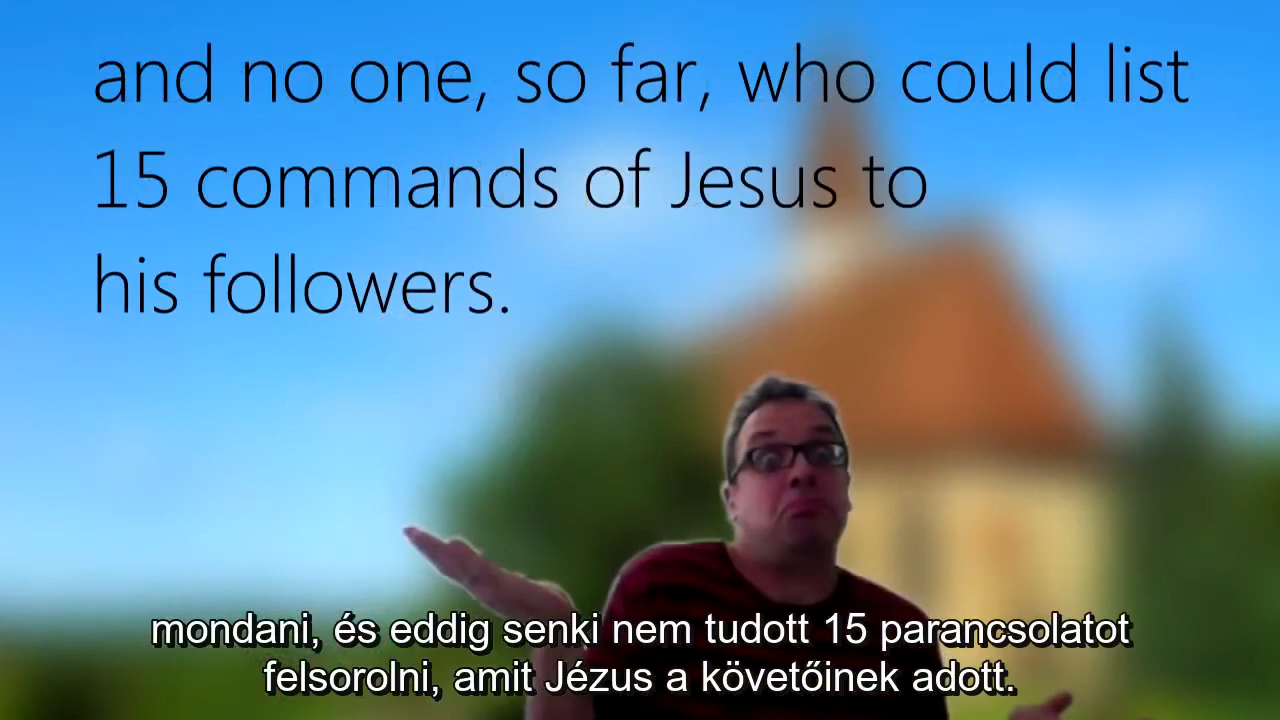 and no one, so far, who could list
15 commands of Jesus to
his followers.
mondani, és eddig senki nem tudott 15 parancsolatot
felsorolni, amit Jézus a követőinek adott.